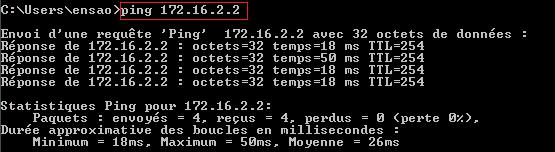 C:\Users\ensao>ping 172.16.2.2
Envoi d'une requête 'Ping'  172.16.2.2 avec 32 octets de données :
Réponse de 172.16.2.2 : octets=32 temps=18 ms TTL=254
Réponse de 172.16.2.2 : octets=32 temps=50 ms TTL=254
Réponse de 172.16.2.2 : octets=32 temps=18 ms TTL=254
Réponse de 172.16.2.2 : octets=32 temps=18 ms TTL=254
Statistiques Ping pour 172.16.2.2:
Paquets : envoyés = 4, reçus = 4, perdus = 0 (perte 0%),
Durée approximative des boucles en millisecondes :
Minimum = 18ms, Maximum = 50ms, Moyenne = 26ms